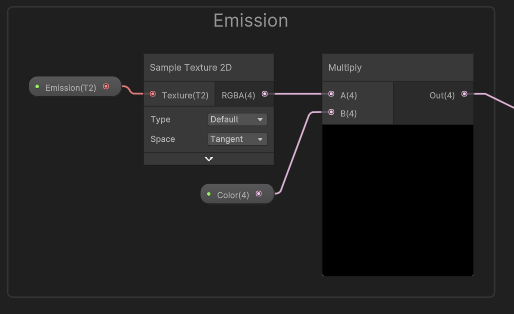 Emission
Sample Texture 2D
Multiply
Emission(T2)
Texture(T2) RGBA(4)
A(4) Out(4)
B(4)
Type Default
Space Tangent
Color(4)